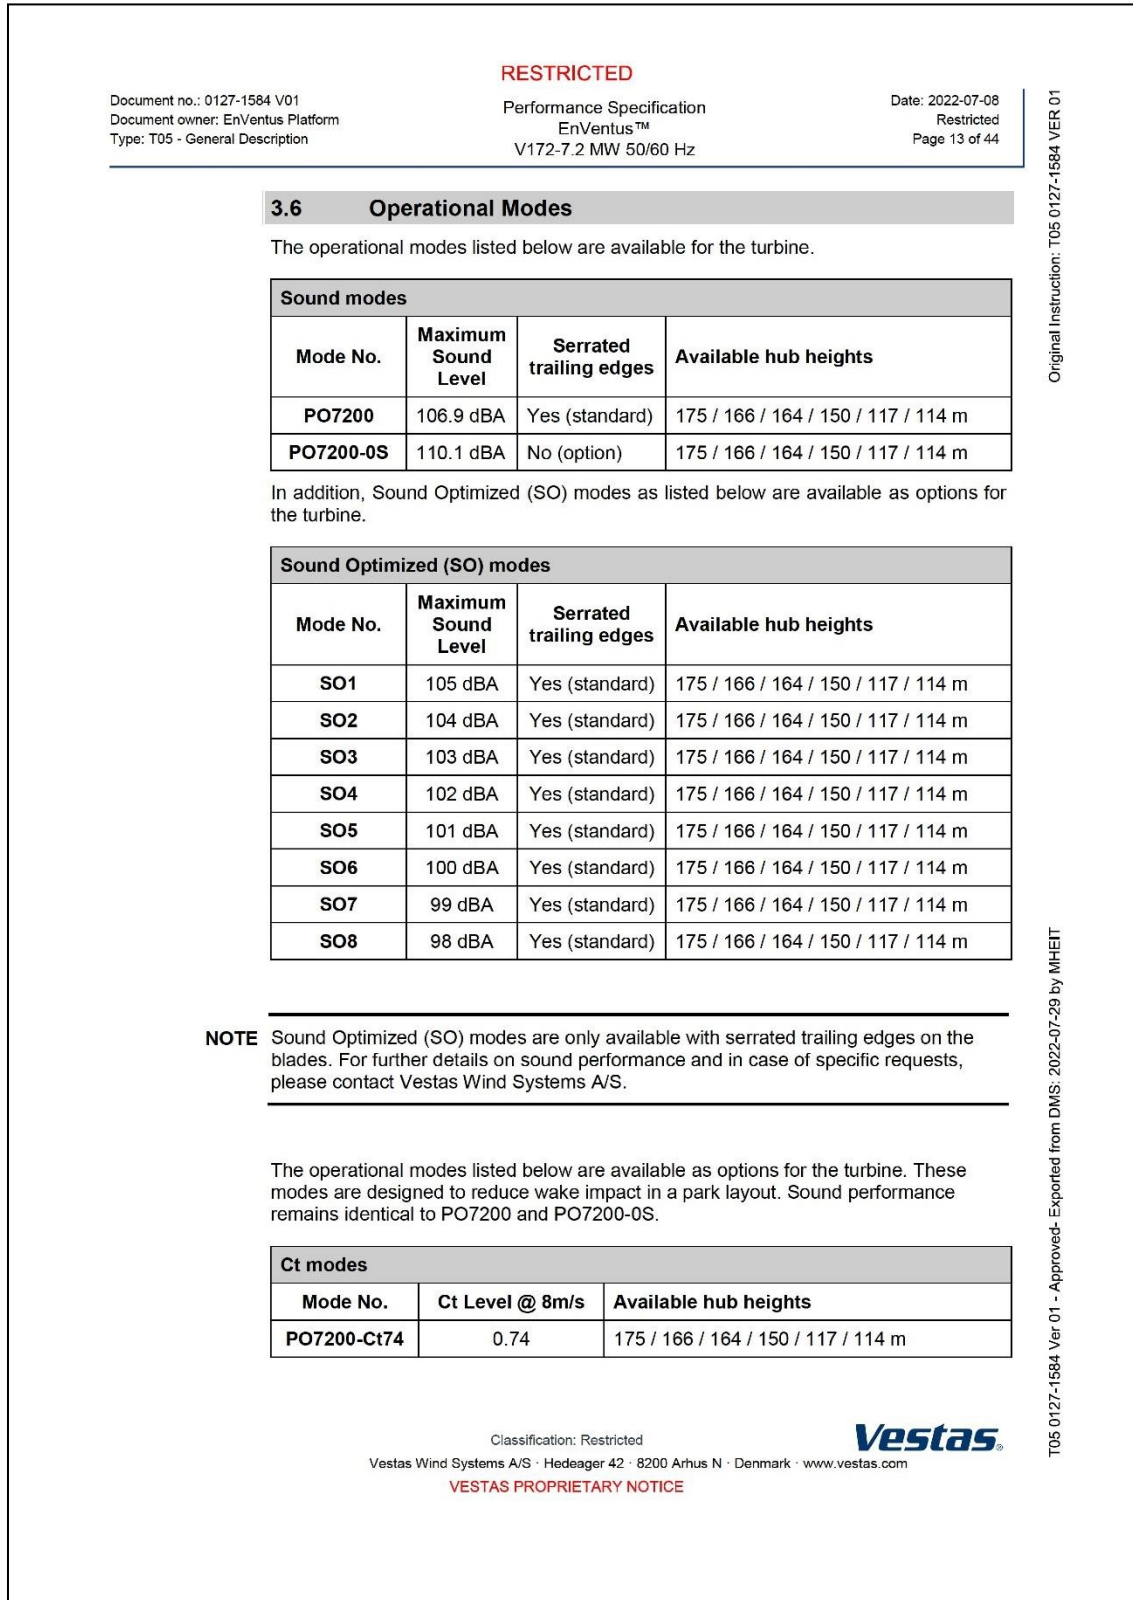 RESTRICTED
Document no.: 0127-1584 V01
Document owner: EnVentus Platform
Type: T05 - General Description
Performance Specification
EnVentus™
V172-7.2 MW 50/60 Hz
Date: 2022-07-08
Restricted
Page 13 of 44
Original Instruction: T05 0127-1584 VER 01
3.6 Operational Modes
The operational modes listed below are available for the turbine.
Sound modes
Mode No. Maximum Sound Level Serrated trailing edges Available hub heights
PO7200 106.9 dBA Yes (standard) 175 / 166 / 164 / 150 / 117 / 114 m
PO7200-0S 110.1 dBA No (option) 175 / 166 / 164 / 150 / 117 / 114 m
In addition, Sound Optimized (SO) modes as listed below are available as options for
the turbine.
Sound Optimized (SO) modes
Mode No. Maximum Sound Level Serrated trailing edges Available hub heights
SO1 105 dBA Yes (standard) 175 / 166 / 164 / 150 / 117 / 114 m
SO2 104 dBA Yes (standard) 175 / 166 / 164 / 150 / 117 / 114 m
SO3 103 dBA Yes (standard) 175 / 166 / 164 / 150 / 117 / 114 m
SO4 102 dBA Yes (standard) 175 / 166 / 164 / 150 / 117 / 114 m
SO5 101 dBA Yes (standard) 175 / 166 / 164 / 150 / 117 / 114 m
SO6 100 dBA Yes (standard) 175 / 166 / 164 / 150 / 117 / 114 m
SO7 99 dBA Yes (standard) 175 / 166 / 164 / 150 / 117 / 114 m
SO8 98 dBA Yes (standard) 175 / 166 / 164 / 150 / 117 / 114 m
NOTE Sound Optimized (SO) modes are only available with serrated trailing edges on the
blades. For further details on sound performance and in case of specific requests,
please contact Vestas Wind Systems A/S.
The operational modes listed below are available as options for the turbine. These
modes are designed to reduce wake impact in a park layout. Sound performance
remains identical to PO7200 and PO7200-0S.
Ct modes
Mode No. Ct Level @ 8m/s Available hub heights
PO7200-Ct74 0.74 175 / 166 / 164 / 150 / 117 / 114 m
T05 0127-1584 Ver 01 - Approved- Exported from DMS: 2022-07-29 by MHEIT
Classification: Restricted
Vestas®
Vestas Wind Systems A/S · Hedeager 42 · 8200 Arhus N · Denmark · www.vestas.com
VESTAS PROPRIETARY NOTICE